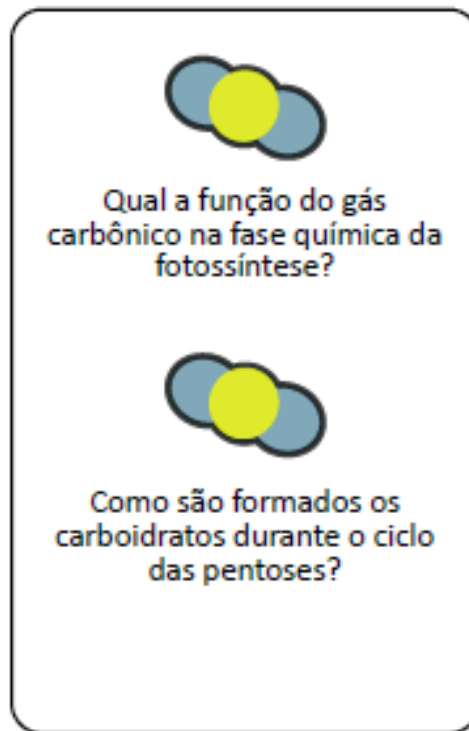 Qual a função do gás
carbônico na fase química da
fotossíntese?
Como são formados os
carboidratos durante o ciclo
das pentoses?